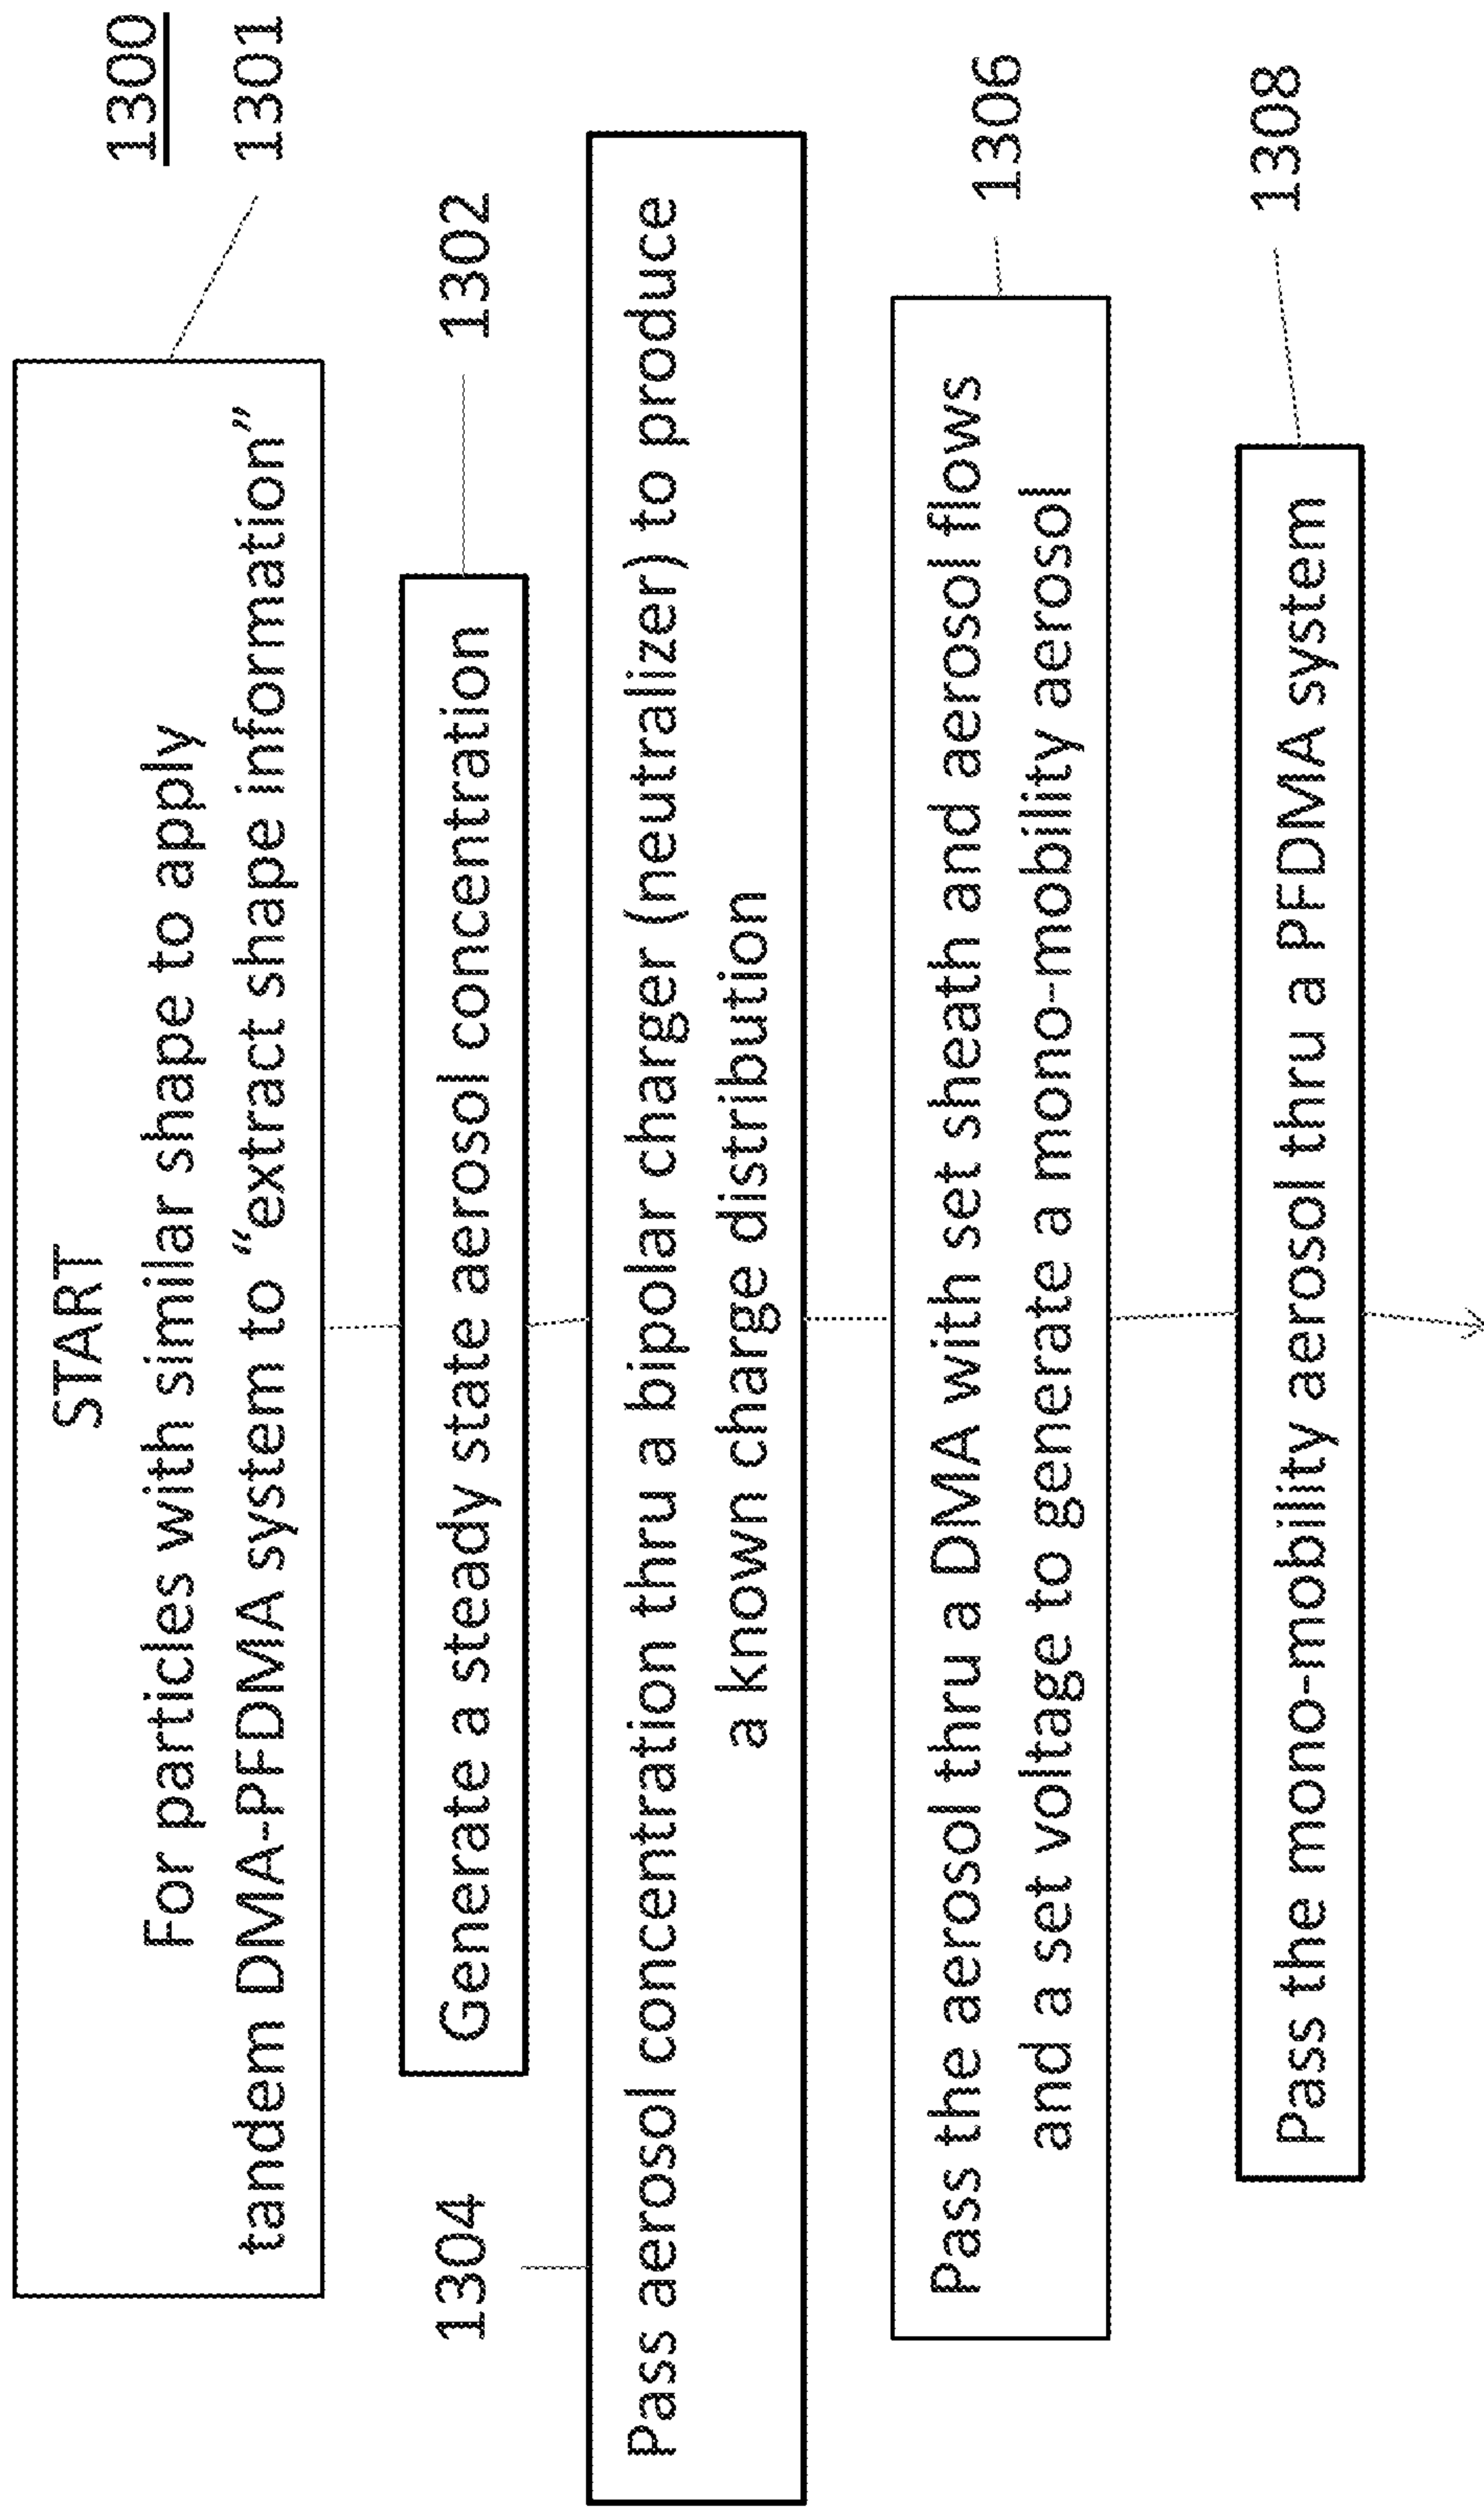 1300
START
For particles with similar shape to apply
tandem DMA-PFDMA system to “extract shape information”
1301
Generate a steady state aerosol concentration
1302
1304
Pass aerosol concentration thru a bipolar charger (neutralizer) to produce
a known charge distribution
Pass the aerosol thru a DMA with set sheath and aerosol flows
and a set voltage to generate a mono-mobility aerosol
1306
Pass the mono-mobility aerosol thru a PFDMA system
1308